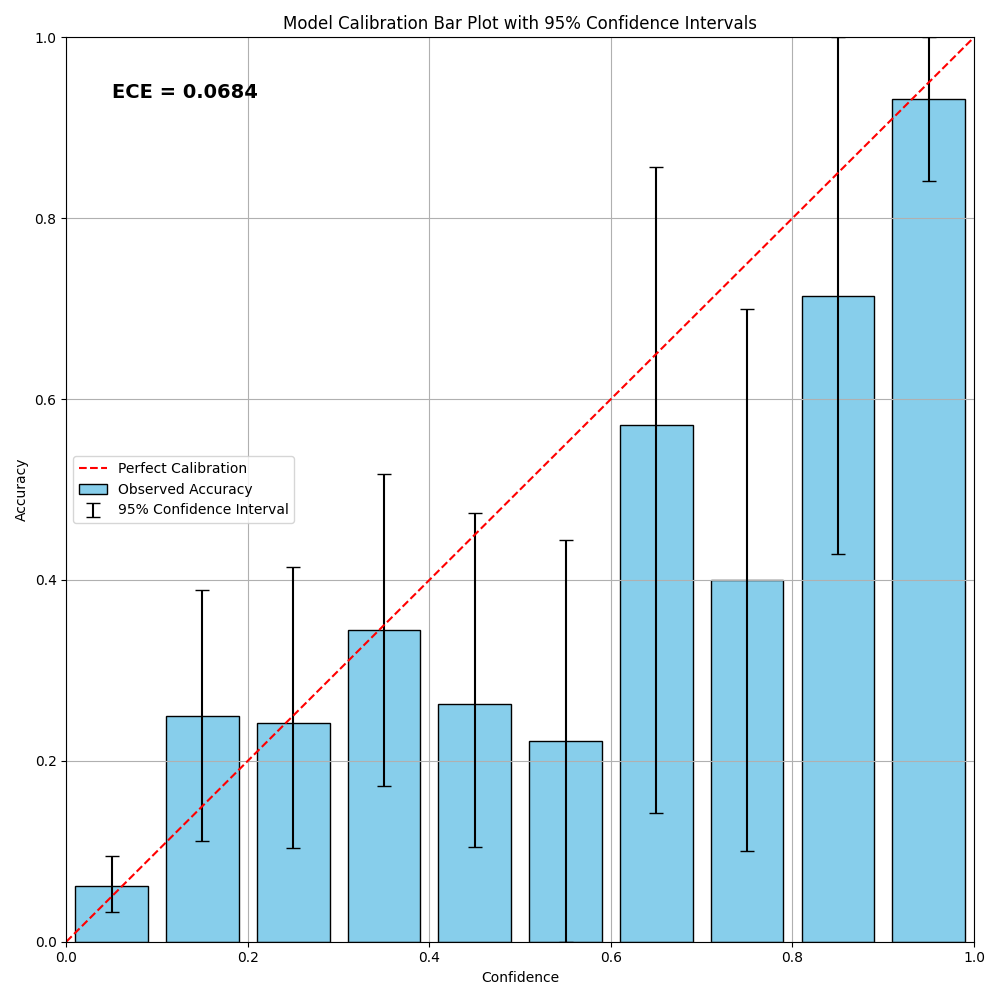 Model Calibration Bar Plot with 95% Confidence Intervals
1.0
ECE = 0.0684
0.8
0.6
Accuracy
Perfect Calibration
Observed Accuracy
95% Confidence Interval
0.4
0.2
0.0
0.0 0.2 0.4 0.6 0.8 1.0
Confidence